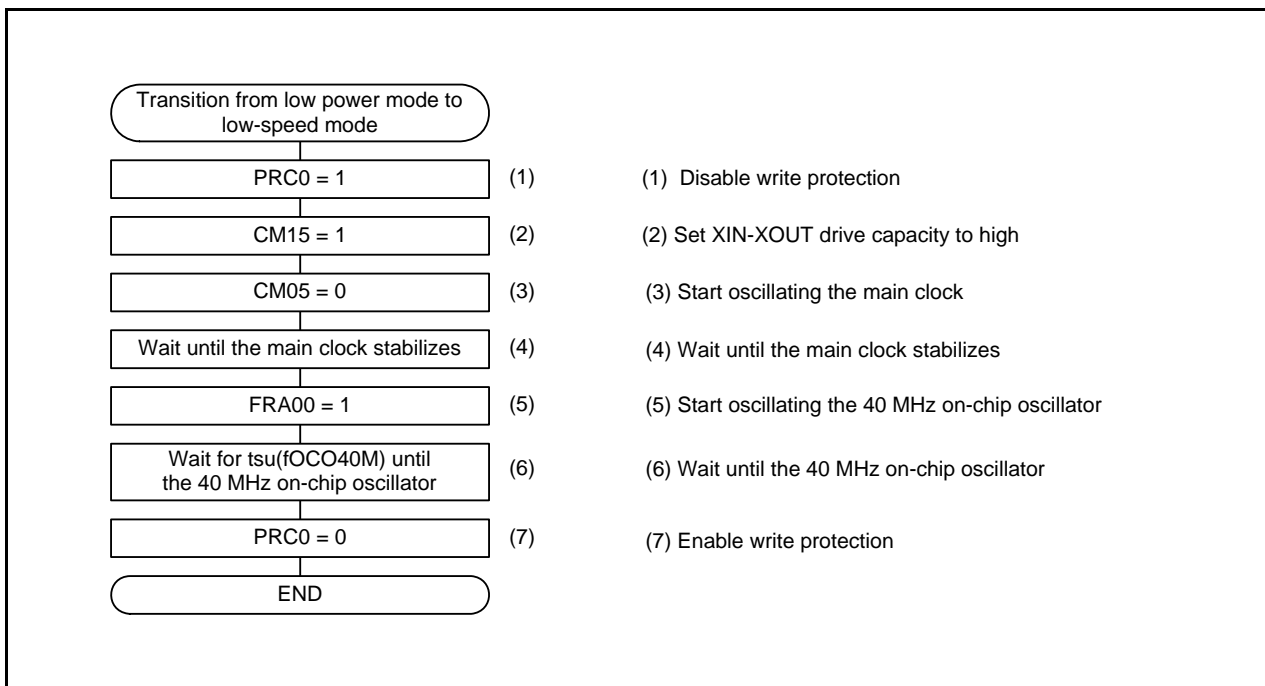 Transition from low power mode to
low-speed mode
PRC0 = 1
(1)
(1) Disable write protection
CM15 = 1
(2)
(2) Set XIN-XOUT drive capacity to high
CM05 = 0
(3)
(3) Start oscillating the main clock
Wait until the main clock stabilizes
(4)
(4) Wait until the main clock stabilizes
FRA00 = 1
(5)
(5) Start oscillating the 40 MHz on-chip oscillator
Wait for tsu(fOCO40M) until
the 40 MHz on-chip oscillator
(6)
(6) Wait until the 40 MHz on-chip oscillator
PRC0 = 0
(7)
(7) Enable write protection
END